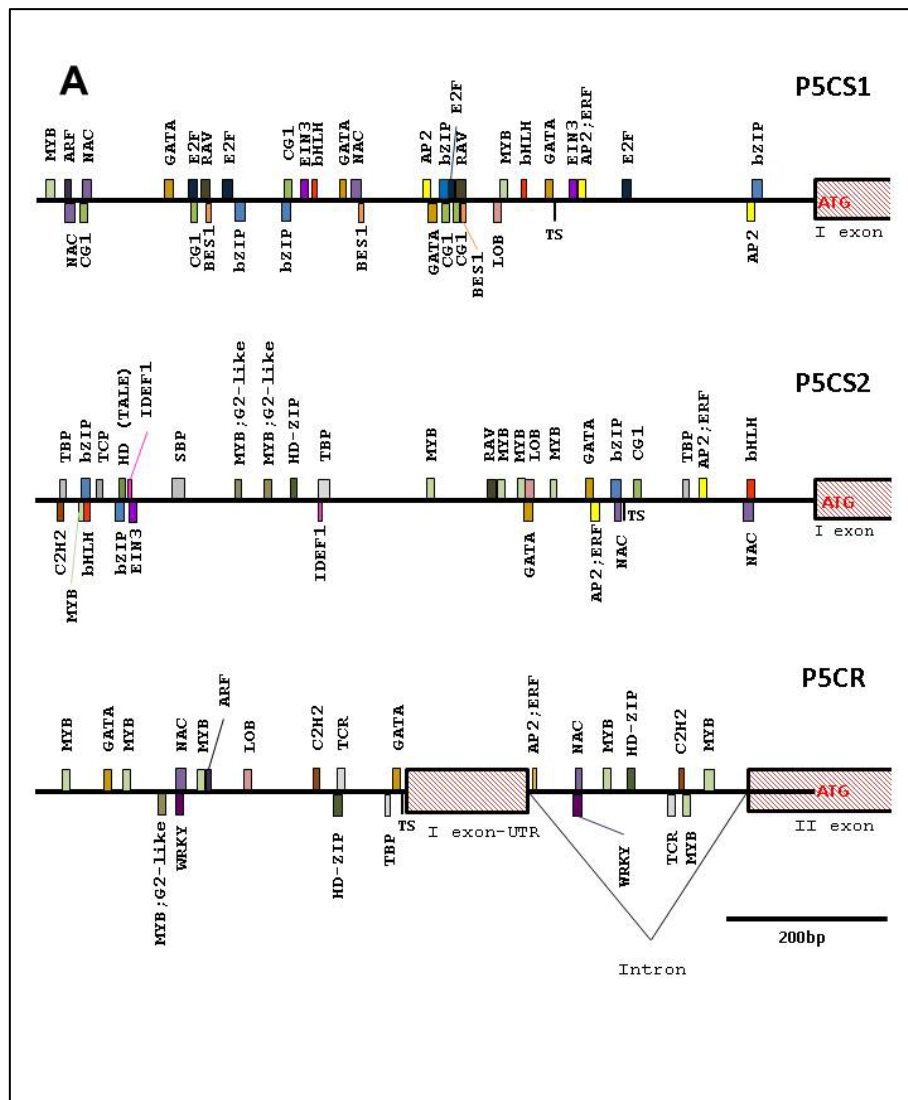 A
P5CS1
MYB ARF NAC GATA E2F RAV E2F CG1 EIN3 bHLH GATA NAC AP2 bZIP E2F RAV MYB bHLH GATA EIN3 AP2;ERF E2F bZIP
ATG
NAC CG1 CG1 BES1 bZIP bZIP BES1 GATA CG1 CG1 BES1 LOB TS AP2
I exon
P5CS2
TBP bZIP TCP HD (TALE) IDEF1 SBP MYB;G2-like MYB;G2-like HD-ZIP TBP MYB RAV MYB MYB LOB MYB GATA bZIP CG1 TBP AP2;ERF bHLH
ATG
C2H2 MYB bHLH bZIP EIN3 IDEF1 GATA AP2;ERF NAC TS NAC
I exon
P5CR
MYB GATA MYB NAC MYB ARF LOB C2H2 TCR GATA AP2;ERF NAC MYB HD-ZIP C2H2 MYB
ATG
MYB;G2-like WRKY HD-ZIP TBP TS I exon-UTR WRKY TCR MYB II exon
200bp
Intron